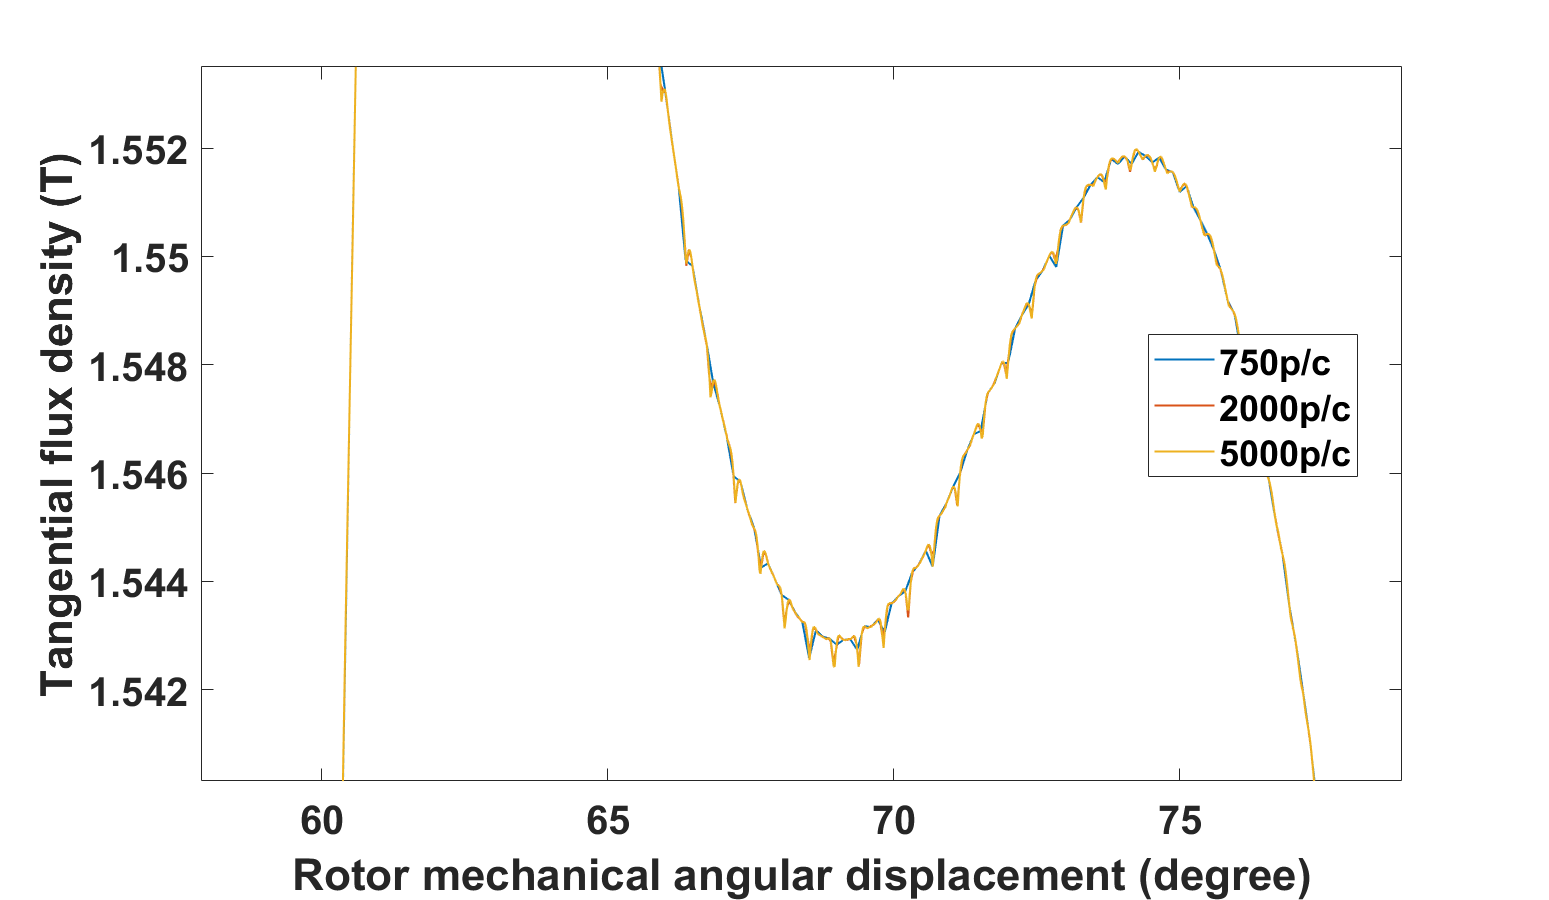 Tangential flux density (T)
1.552
1.55
1.548
1.546
1.544
1.542
750p/c
2000p/c
5000p/c
60 65 70 75
Rotor mechanical angular displacement (degree)